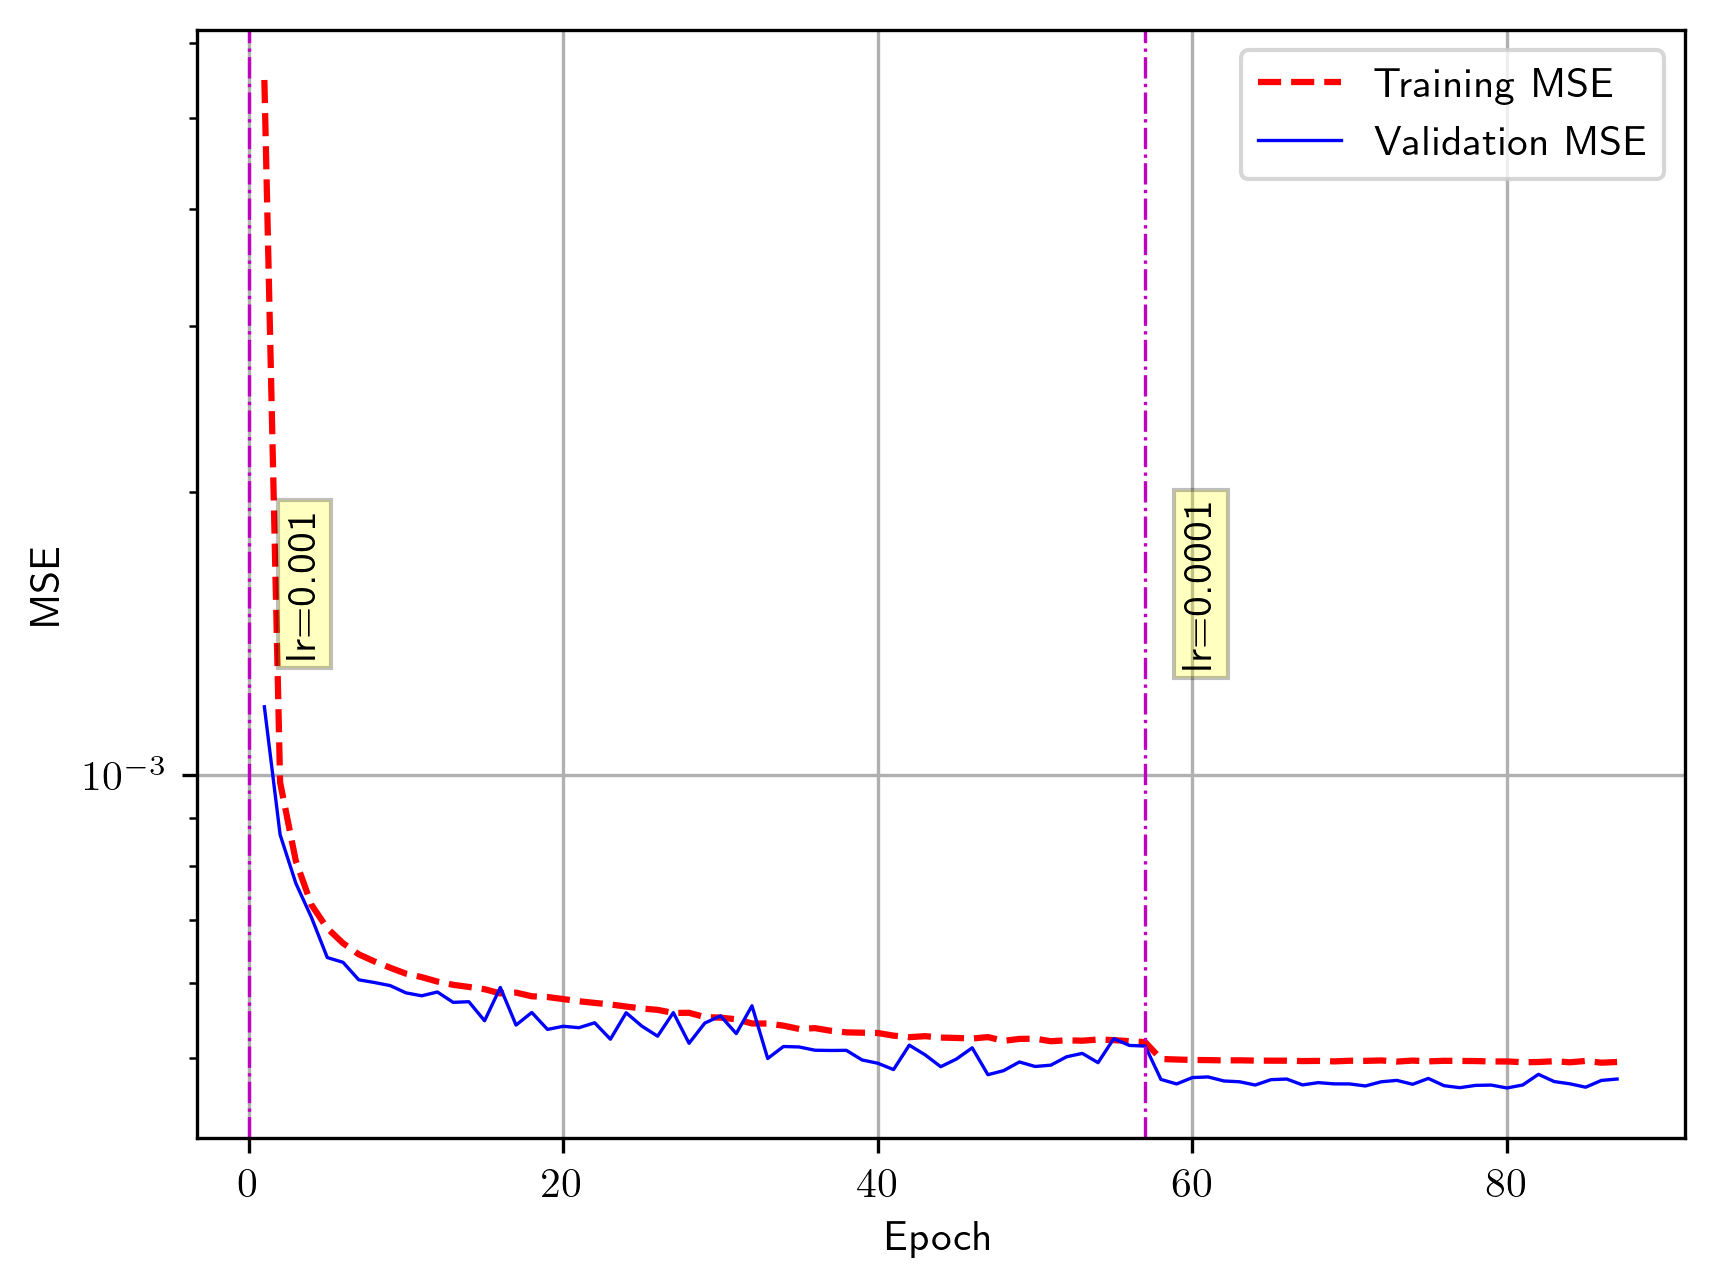 Training MSE
Validation MSE
MSE
lr=0.001
lr=0.0001
10⁻³
0
20
40
60
80
Epoch